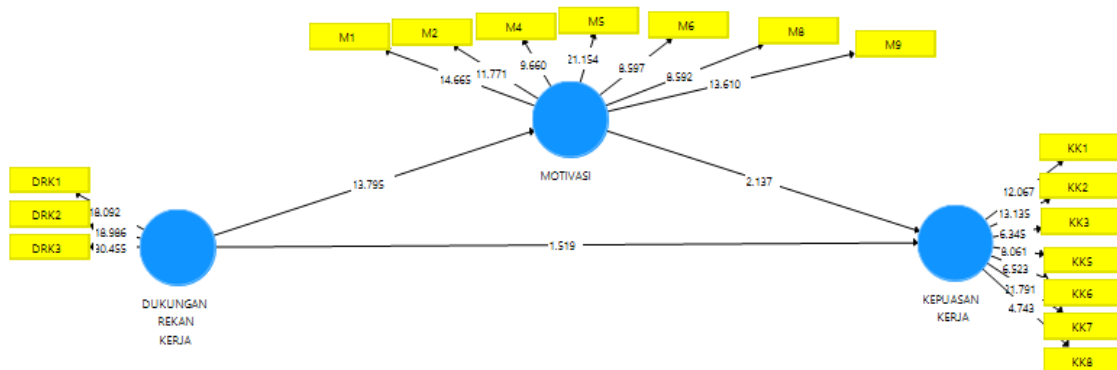 M1
M2
M4
M5
M6
M8
M9
14.665
11.771
9.660
21.154
8.597
8.592
13.610
MOTIVASI
DRK1
DRK2
DRK3
18.092
18.986
30.455
DUKUNGAN
REKAN
KERJA
13.795
2.137
1.519
KEPUASAN
KERJA
12.067
13.135
6.345
8.061
6.523
21.791
4.743
KK1
KK2
KK3
KK5
KK6
KK7
KK8